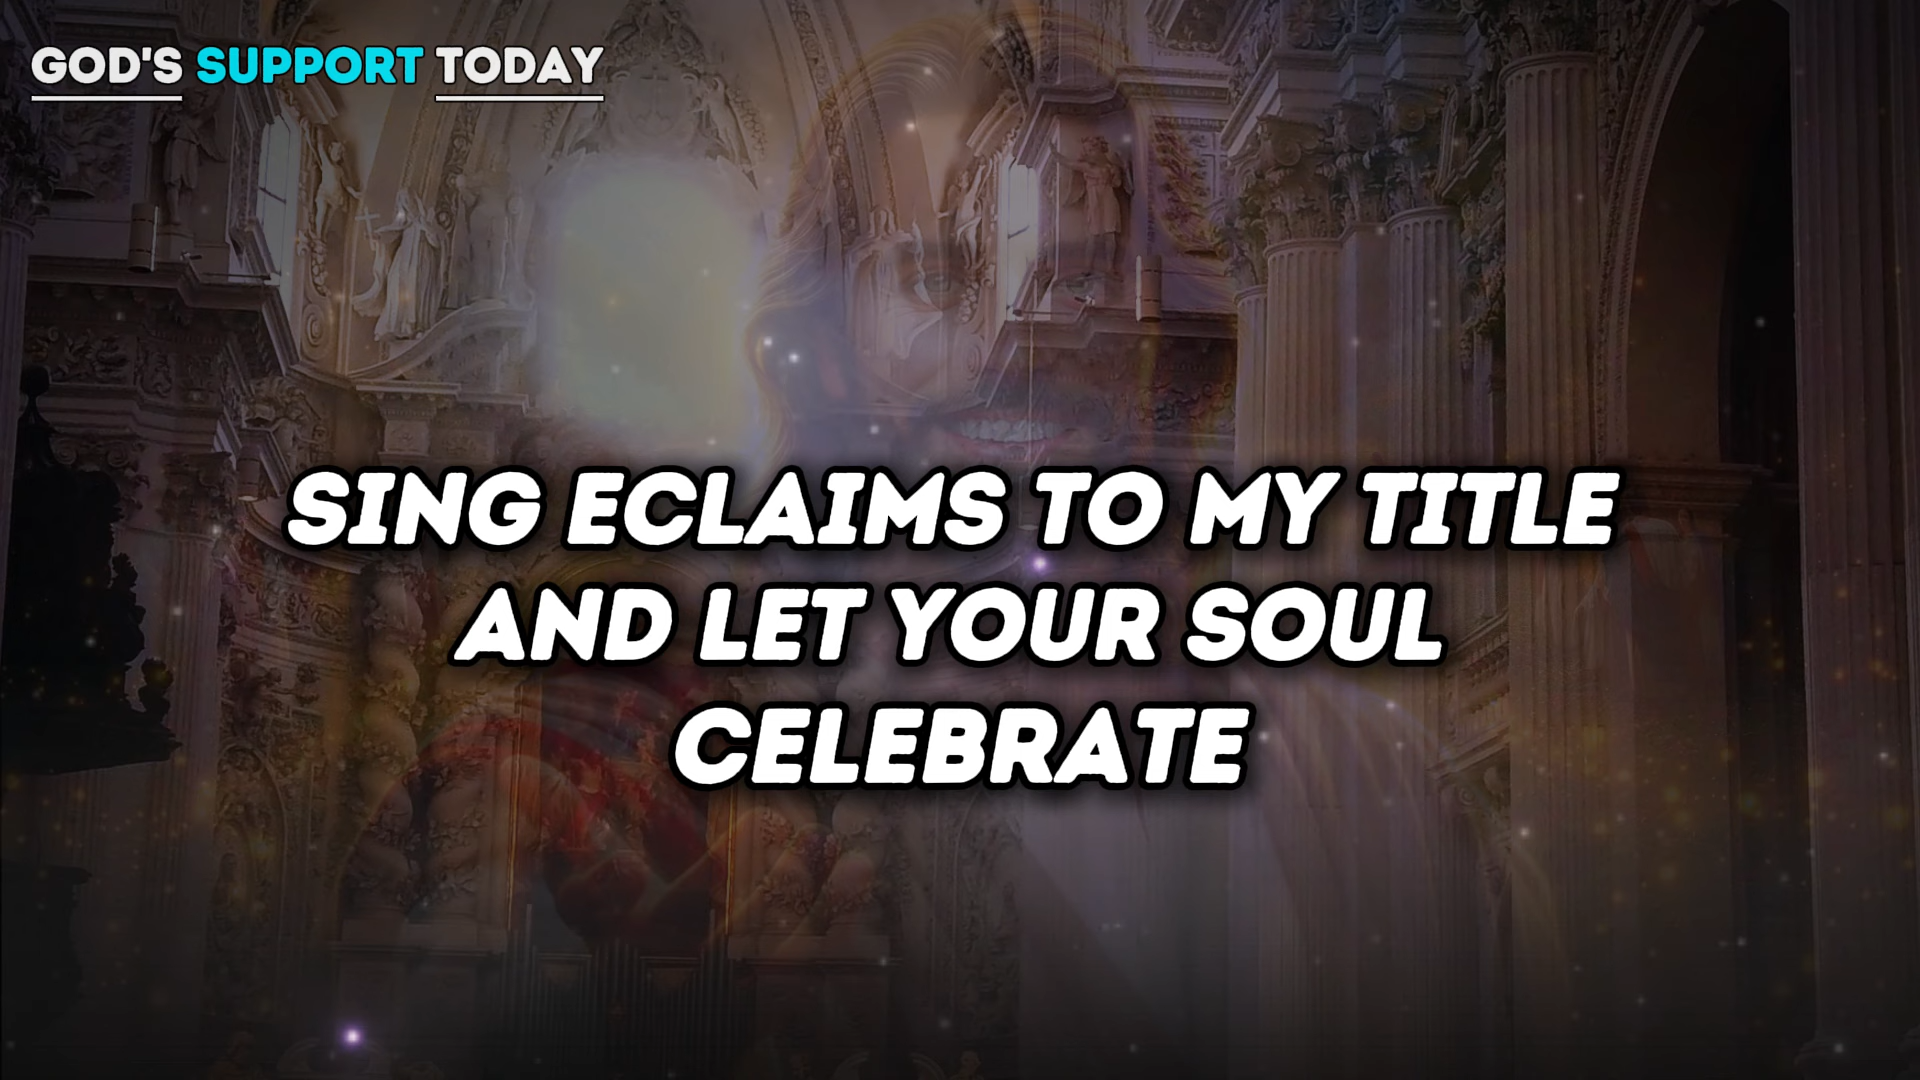 GOD'S SUPPORT TODAY
SING ECLAIMS TO MY TITLE
AND LET YOUR SOUL
CELEBRATE